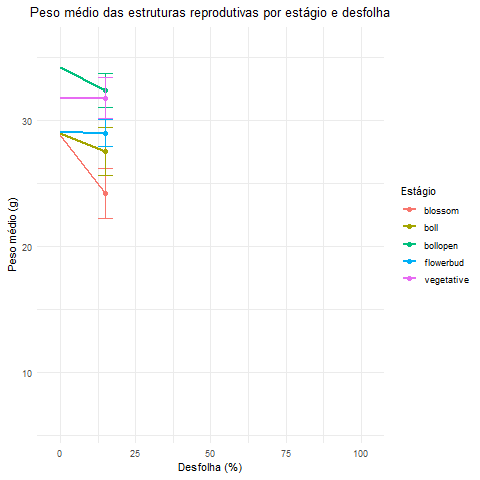 Peso médio das estruturas reprodutivas por estágio e desfolha
Peso médio (g)
30
20
10
0 25 50 75 100
Desfolha (%)
Estágio
blossom
boll
bollopen
flowerbud
vegetative